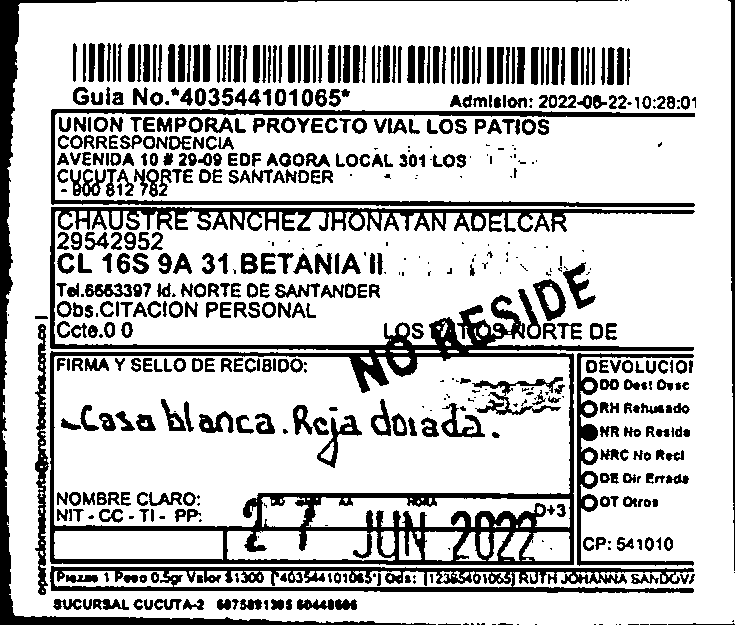 Guia No.*403544101065*
Admision: 2022-06-22-10:28:01
UNION TEMPORAL PROYECTO VIAL LOS PATIOS
CORRESPONDENCIA
AVENIDA 10 # 29-09 EDF AGORA LOCAL 301 LOS
CUCUTA NORTE DE SANTANDER
- 900 812 782
CHAUSTRE SANCHEZ JHONATAN ADELCAR
29542952
CL 16S 9A 31.BETANIA II
Tel.6663397 Id. NORTE DE SANTANDER
Obs.CITACION PERSONAL
Ccto.0 0 LOS PATIOS-NORTE DE
NO RESIDE
FIRMA Y SELLO DE RECIBIDO:
Casa blanca. Reja dorada.
NOMBRE CLARO:
NIT - CC - TI - PP:
DD AA HORA
D+3
27 JUN 2022
DEVOLUCIO
DD Dest Desc
RH Rehusado
NR No Reside
NRC No Recl
DE Dir Errada
OT Otros
CP: 541010
operacionescucuta@prontoenvios.com.co
Piezas 1 Peso 0.5gr Valor $1300 [*403544101065*] Ods: [12365401065] RUTH JOHANNA SANDOVA
SUCURSAL CUCUTA-2